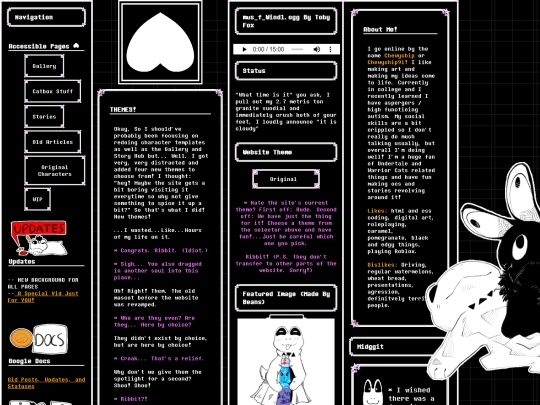 Navigation
Accessible Pages
Gallery
Catbox Stuff
Stories
Old Articles
Original
Characters
WIP
UPDATES
Updates
-- NEW BACKGROUND FOR
ALL PAGES
-- A Special Vid Just
For YOU!
DOCS
Google Docs
Old Posts, Updates, and
Statuses
THEMES!
Okay, So I should've
probably been focusing on
redoing character templates
as well as the Gallery and
Story Hub but... Well, I got
very, very distracted and
added four new themes to
choose from! I thought:
"hey! Maybe the site gets a
bit boring visiting it
everytime so why not give
something to spice it up a
bit?" So that's what I did!
New themes!
...I wasted...Like...Hours
of my life on it.
* Congrats. Ribbit. (Idiot.)
* Sigh... You also dragged
in another soul into this
place...
Oh! Right! Them. The old
mascot before the website
was revamped.
* Who are they even? Are
they... Here by choice?
They didn't exist by choice,
but are here by choice!
* Croak... That's a relief.
Why don't we give them the
spotlight for a second?
Shoo! Shoo!
* Ribbit?!
mus_f_wind1.ogg By Toby
Fox
0:00 / 15:00
Status
"What time is it" you ask, I
pull out my 2.7 metric ton
granite sundial and
immediately crush both of your
feet, I loudly announce "it is
cloudy"
Website Theme
Original
* Hate the site's current
theme? First off: Rude. Second
off: We have just the thing
for it! Choose a theme from
the selector above and have
fun!.. Just be careful which
one you pick.
Ribbit! (P.S. They don't
transfer to other parts of the
website. Sorry!)
Featured Image (Made By
Beans)
About Me!
I go online by the
name Chewychip or
Chewychip91! I enjoy
making art and
making my ideas come
to life. Currently
in college and I
recently learned I
have aspergers /
high functioning
autism. My social
skills are a bit
crippled so I don't
really do much
talking usually, but
overall I'm doing
well! I'm a huge fan
of Undertale and
Warrior Cats related
things and have fun
making ocs and
stories revolving
around it!
Likes: html and css
coding, digital art,
roleplaying,
caramel,
pomegranate, black
and edgy things,
playing Roblox.
Dislikes: Driving,
regular watermelons,
wheat bread,
presentations,
agression,
definitely
people.
Midggit
* I wished
there was a